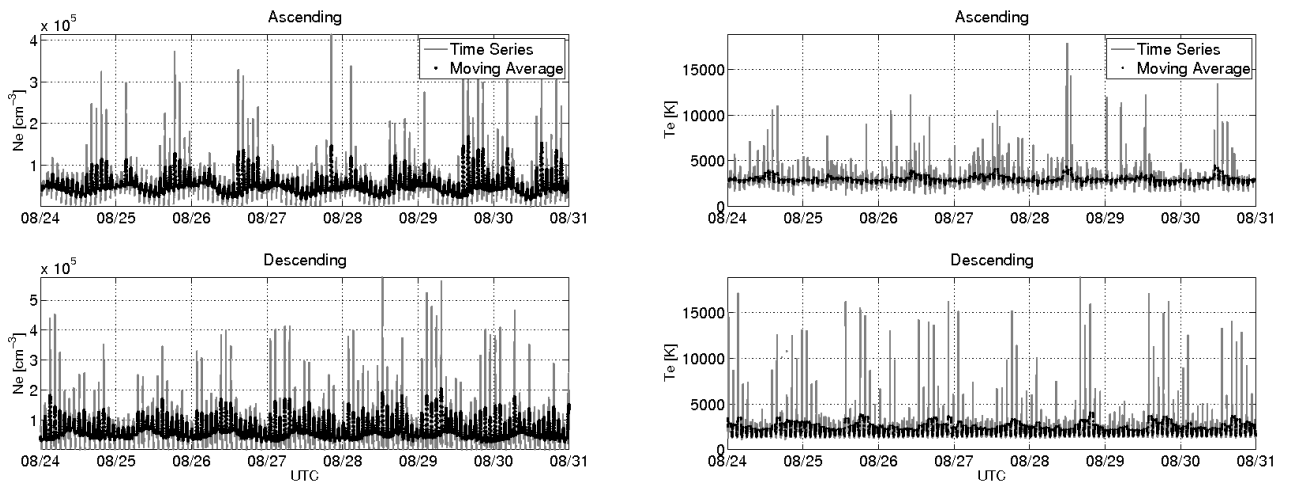 Ascending
x 10^5
4
3
2
1
Ne [cm^-3]
Time Series
Moving Average
08/24 08/25 08/26 08/27 08/28 08/29 08/30 08/31
Ascending
15000
10000
5000
0
Te [K]
Time Series
Moving Average
08/24 08/25 08/26 08/27 08/28 08/29 08/30 08/31
Descending
x 10^5
5
4
3
2
1
Ne [cm^-3]
08/24 08/25 08/26 08/27 08/28 08/29 08/30 08/31
UTC
Descending
15000
10000
5000
0
Te [K]
08/24 08/25 08/26 08/27 08/28 08/29 08/30 08/31
UTC